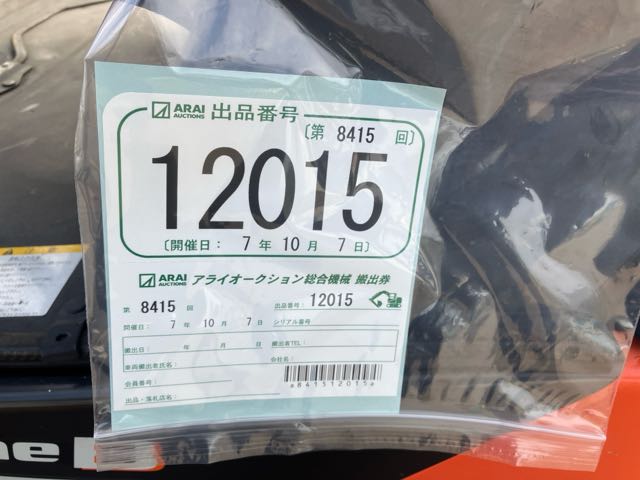 ARAI AUCTIONS 出品番号
〔第 8415 回〕
12015
〔開催日： 7 年 10 月 7 日〕
ARAI AUCTIONS アライオークション総合機械 搬出券
第 8415 回 出品番号： 12015
開催日： 7 年 10 月 7 日 シリアル番号
搬出日： 年 月 日 搬出者TEL：
車両搬出者氏名： 会社名：
会員番号：
出品・落札店名：
a841512015a
ne B